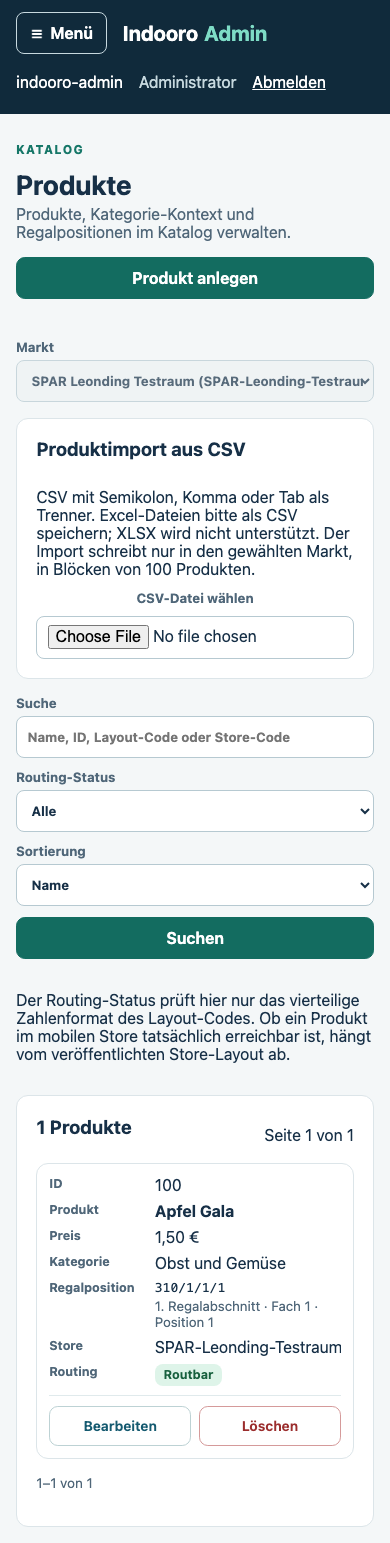 ≡ Menü Indooro Admin
indooro-admin Administrator Abmelden
KATALOG
Produkte
Produkte, Kategorie-Kontext und
Regalpositionen im Katalog verwalten.
Produkt anlegen
Markt
SPAR Leonding Testraum (SPAR-Leonding-Testraum
Produktimport aus CSV
CSV mit Semikolon, Komma oder Tab als
Trenner. Excel-Dateien bitte als CSV
speichern; XLSX wird nicht unterstützt. Der
Import schreibt nur in den gewählten Markt,
in Blöcken von 100 Produkten.
CSV-Datei wählen
Choose File No file chosen
Suche
Name, ID, Layout-Code oder Store-Code
Routing-Status
Alle
Sortierung
Name
Suchen
Der Routing-Status prüft hier nur das vierteilige
Zahlenformat des Layout-Codes. Ob ein Produkt
im mobilen Store tatsächlich erreichbar ist, hängt
vom veröffentlichten Store-Layout ab.
1 Produkte Seite 1 von 1
ID 100
Produkt Apfel Gala
Preis 1,50 €
Kategorie Obst und Gemüse
Regalposition 310/1/1/1
1. Regalabschnitt · Fach 1 ·
Position 1
Store SPAR-Leonding-Testraum
Routing Routbar
Bearbeiten Löschen
1–1 von 1